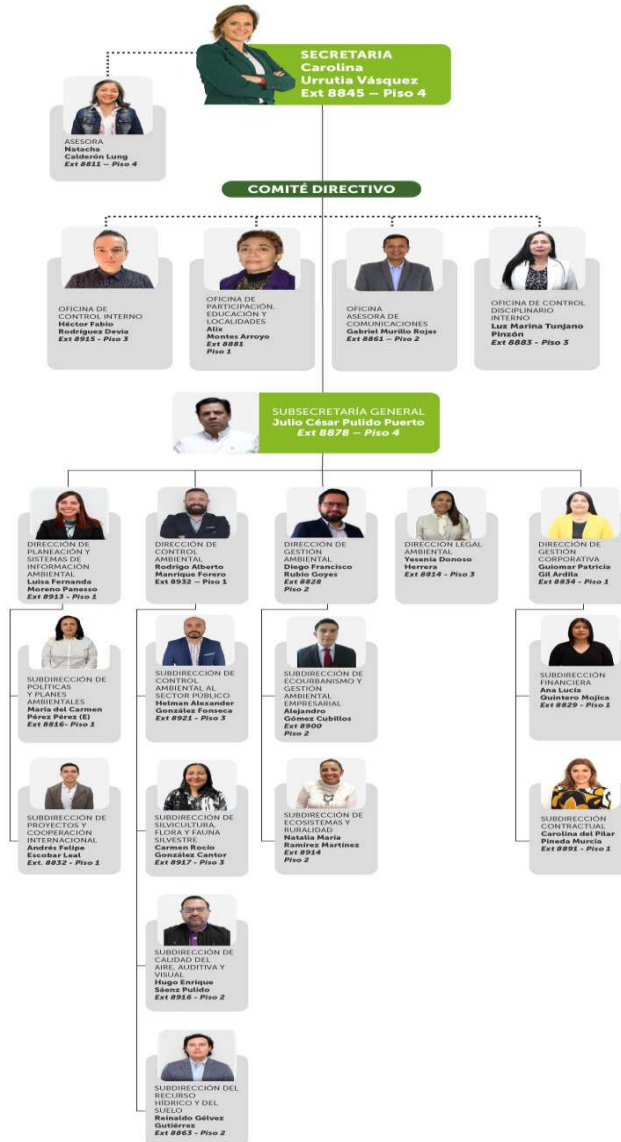 SECRETARIA
Carolina
Urrutia Vásquez
Ext 8845 – Piso 4
ASESORA
Natacha
Calderón Lung
Ext 8811 – Piso 4
COMITÉ DIRECTIVO
OFICINA DE
CONTROL INTERNO
Héctor Fabio
Rodríguez Devia
Ext 8915 - Piso 3
OFICINA DE
PARTICIPACIÓN,
EDUCACIÓN Y
LOCALIDADES
Alix
Montes Arroyo
Ext 8881
Piso 1
OFICINA
ASESORA DE
COMUNICACIONES
Gabriel Murillo Rojas
Ext 8861 – Piso 2
OFICINA DE CONTROL
DISCIPLINARIO
INTERNO
Luz Marina Tunjano
Pinzón
Ext 8883 - Piso 3
SUBSECRETARÍA GENERAL
Julio César Pulido Puerto
Ext 8878 – Piso 4
DIRECCIÓN DE
PLANEACIÓN Y
SISTEMAS DE
INFORMACIÓN
AMBIENTAL
Luisa Fernanda
Moreno Panesso
Ext 8913 - Piso 1
DIRECCIÓN DE
CONTROL
AMBIENTAL
Rodrigo Alberto
Manrique Forero
Ext 8932 – Piso 1
DIRECCIÓN DE
GESTIÓN
AMBIENTAL
Diego Francisco
Rubio Goyes
Ext 8828
Piso 2
DIRECCIÓN LEGAL
AMBIENTAL
Yesenia Donoso
Herrera
Ext 8814 - Piso 3
DIRECCIÓN DE
GESTIÓN
CORPORATIVA
Guiomar Patricia
Gil Ardila
Ext 8834 - Piso 1
SUBDIRECCIÓN DE
POLÍTICAS
Y PLANES
AMBIENTALES
María del Carmen
Pérez Pérez (E)
Ext 8816- Piso 1
SUBDIRECCIÓN DE
CONTROL
AMBIENTAL AL
SECTOR PÚBLICO
Helman Alexander
González Fonseca
Ext 8921 - Piso 3
SUBDIRECCIÓN DE
ECOURBANISMO Y
GESTIÓN
AMBIENTAL
EMPRESARIAL
Alejandro
Gómez Cubillos
Ext 8900
Piso 2
SUBDIRECCIÓN
FINANCIERA
Ana Lucía
Quintero Mojica
Ext 8829 - Piso 1
SUBDIRECCIÓN DE
PROYECTOS Y
COOPERACIÓN
INTERNACIONAL
Andrés Felipe
Escobar Leal
Ext. 8832 - Piso 1
SUBDIRECCIÓN DE
SILVICULTURA,
FLORA Y FAUNA
SILVESTRE
Carmen Rocío
González Cantor
Ext 8917 - Piso 3
SUBDIRECCIÓN DE
ECOSISTEMAS Y
RURALIDAD
Natalia María
Ramírez Martínez
Ext 8914
Piso 2
SUBDIRECCIÓN
CONTRACTUAL
Carolina del Pilar
Pineda Murcia
Ext 8891 - Piso 1
SUBDIRECCIÓN DE
CALIDAD DEL
AIRE, AUDITIVA Y
VISUAL
Hugo Enrique
Sáenz Pulido
Ext 8916 - Piso 2
SUBDIRECCIÓN DEL
RECURSO
HÍDRICO Y DEL
SUELO
Reinaldo Gélvez
Gutiérrez
Ext 8863 - Piso 2